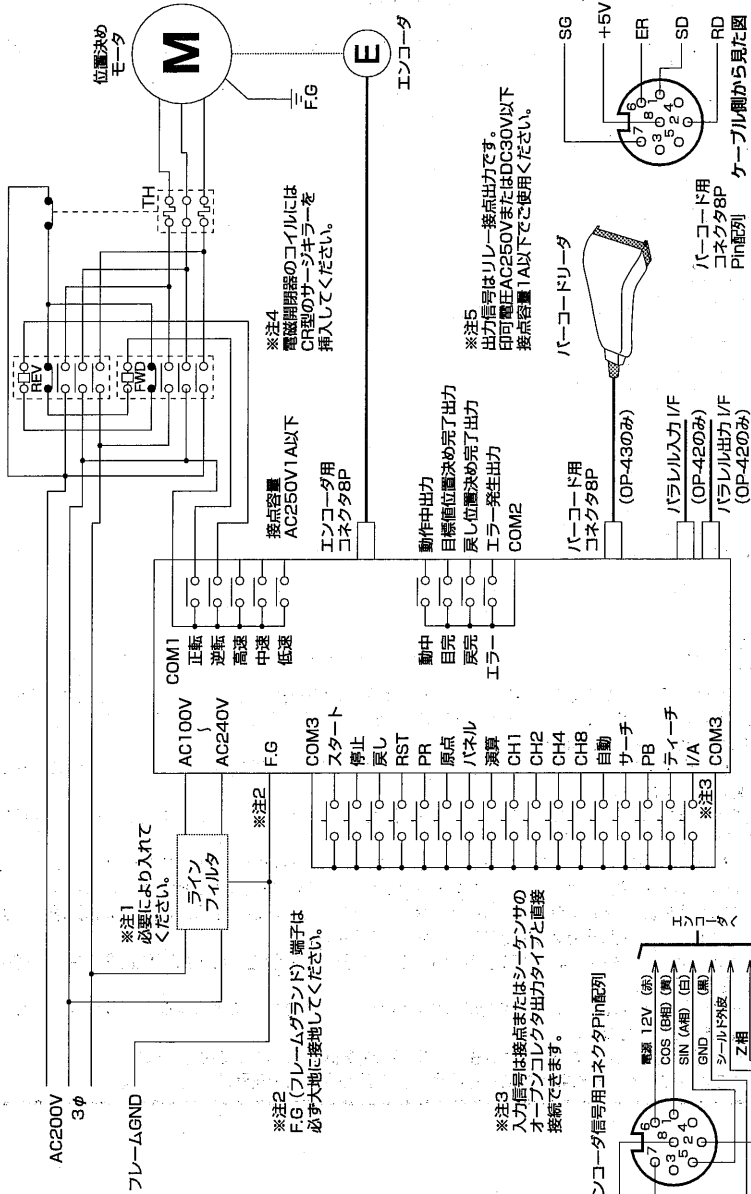 AC200V
3φ
フレームGND
※注1
必要により入れて
ください。
ライン
フィルタ
※注2
※注2
F.G（フレームグランド）端子は
必ず大地に接地してください。
位置決め
モータ
M
E
エンコーダ
F.G
TH
REV
FWD
※注4
電磁開閉器のコイルには
CR型のサージキラーを
挿入してください。
接点容量
AC250V1A以下
AC100V
〜
AC240V
F.G
COM1
正転
逆転
高速
中速
低速
エンコーダ用
コネクタ8P
COM3
スタート
停止
戻し
RST
PR
原点
パネル
演算
CH1
CH2
CH4
CH8
自動
サーチ
PB
ティーチ
I/A
COM3
※注3
動中
目完
戻完
エラー
動作中出力
目標値位置決め完了出力
戻し位置決め完了出力
エラー発生出力
COM2
※注5
出力信号はリレー接点出力です。
印可電圧AC250VまたはDC30V以下
接点容量1A以下でご使用ください。
バーコードリーダ
バーコード用
コネクタ8P
(OP-43のみ)
パラレル入力 I/F
(OP-42のみ)
パラレル出力 I/F
(OP-42のみ)
※注3
入力信号は接点またはシーケンサの
オープンコレクタ出力タイプと直接
接続できます。
ンコーダ信号用コネクタPin配列
7 6
3 8 1
5 2 4
電源 12V（赤）
COS (B相)（黄）
SIN (A相)（白）
GND （黒）
シールド外皮
Z相
エンコーダへ
SG
+5V
ER
SD
RD
7 6
3 8 1
5 2 4
バーコード用
コネクタ8P
Pin配列
ケーブル側から見た図